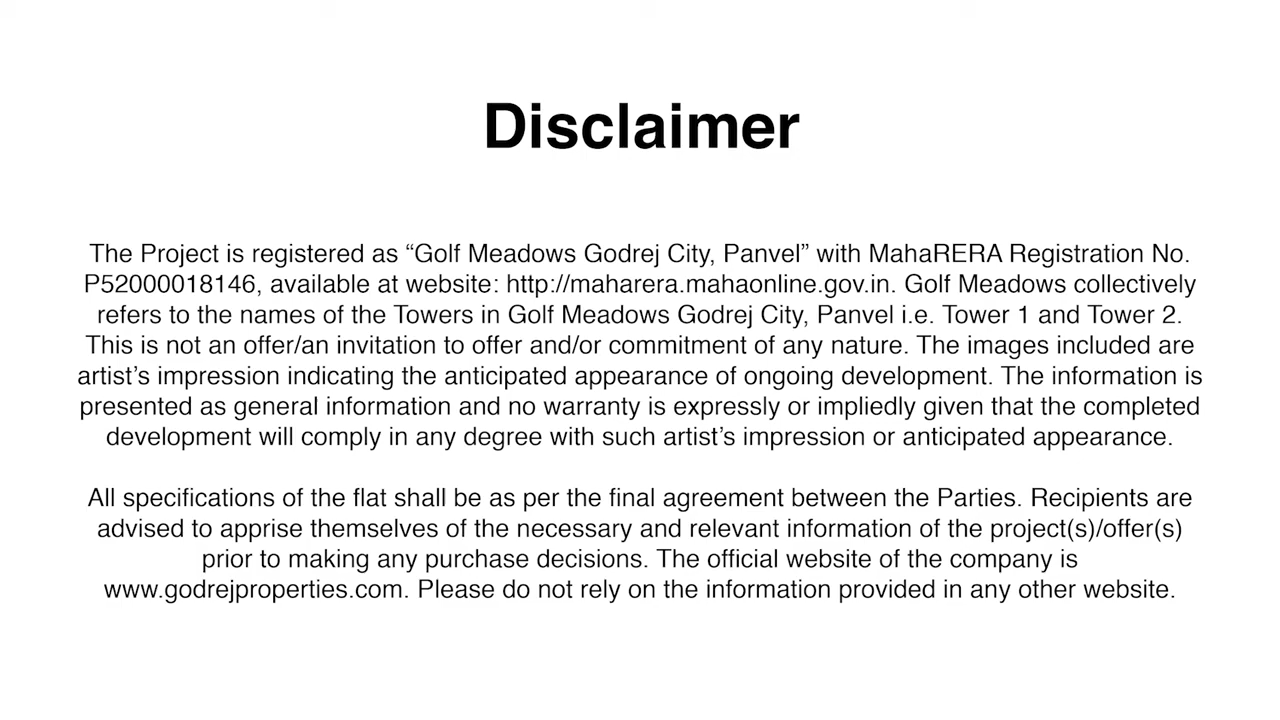 Disclaimer
The Project is registered as “Golf Meadows Godrej City, Panvel” with MahaRERA Registration No.
P52000018146, available at website: http://maharera.mahaonline.gov.in. Golf Meadows collectively
refers to the names of the Towers in Golf Meadows Godrej City, Panvel i.e. Tower 1 and Tower 2.
This is not an offer/an invitation to offer and/or commitment of any nature. The images included are
artist’s impression indicating the anticipated appearance of ongoing development. The information is
presented as general information and no warranty is expressly or impliedly given that the completed
development will comply in any degree with such artist’s impression or anticipated appearance.
All specifications of the flat shall be as per the final agreement between the Parties. Recipients are
advised to apprise themselves of the necessary and relevant information of the project(s)/offer(s)
prior to making any purchase decisions. The official website of the company is
www.godrejproperties.com. Please do not rely on the information provided in any other website.